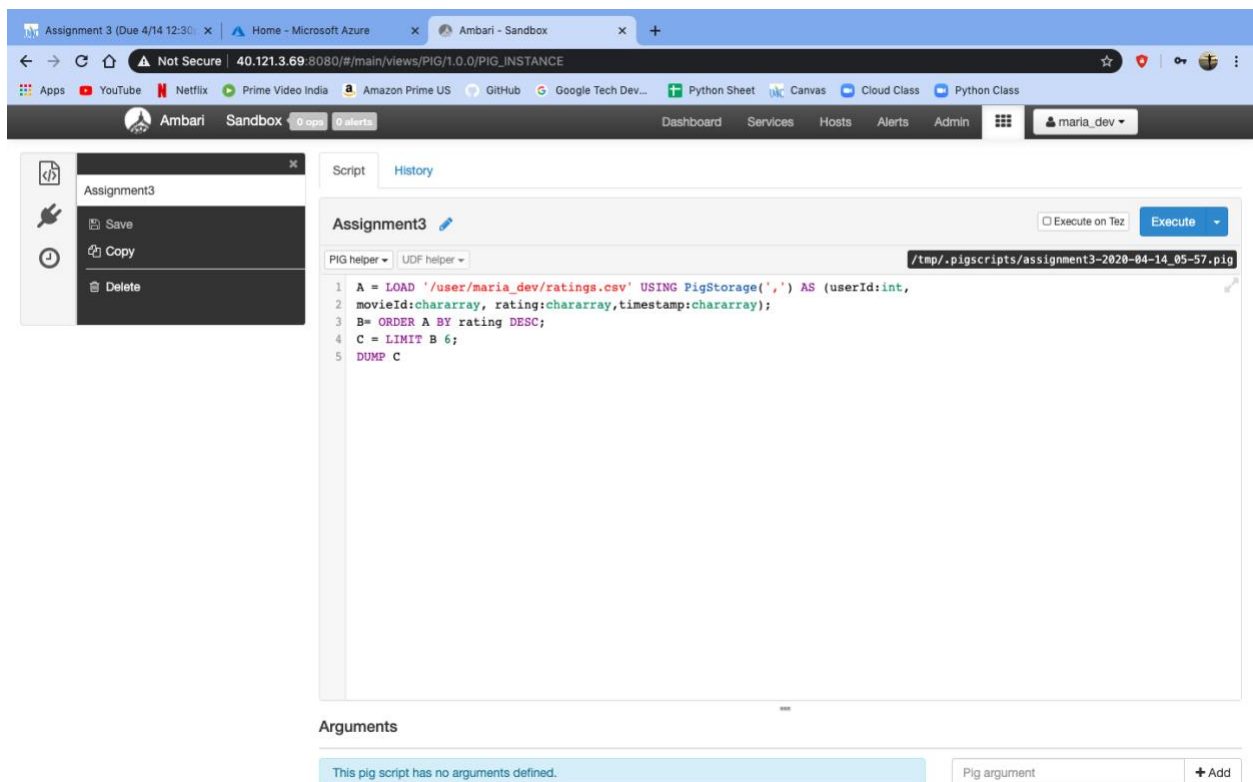 Assignment 3 (Due 4/14 12:30
Home - Microsoft Azure
Ambari - Sandbox
Not Secure | 40.121.3.69:8080/#/main/views/PIG/1.0.0/PIG_INSTANCE
Apps YouTube Netflix Prime Video India Amazon Prime US GitHub Google Tech Dev... Python Sheet Canvas Cloud Class Python Class
Ambari Sandbox 0 ops 0 alerts Dashboard Services Hosts Alerts Admin maria_dev
Assignment3
Save
Copy
Delete
Script History
Assignment3 Execute on Tez Execute
PIG helper UDF helper /tmp/.pigscripts/assignment3-2020-04-14_05-57.pig
1 A = LOAD '/user/maria_dev/ratings.csv' USING PigStorage(',') AS (userId:int,
2 movieId:chararray, rating:chararray,timestamp:chararray);
3 B= ORDER A BY rating DESC;
4 C = LIMIT B 6;
5 DUMP C
Arguments
This pig script has no arguments defined.
Pig argument + Add